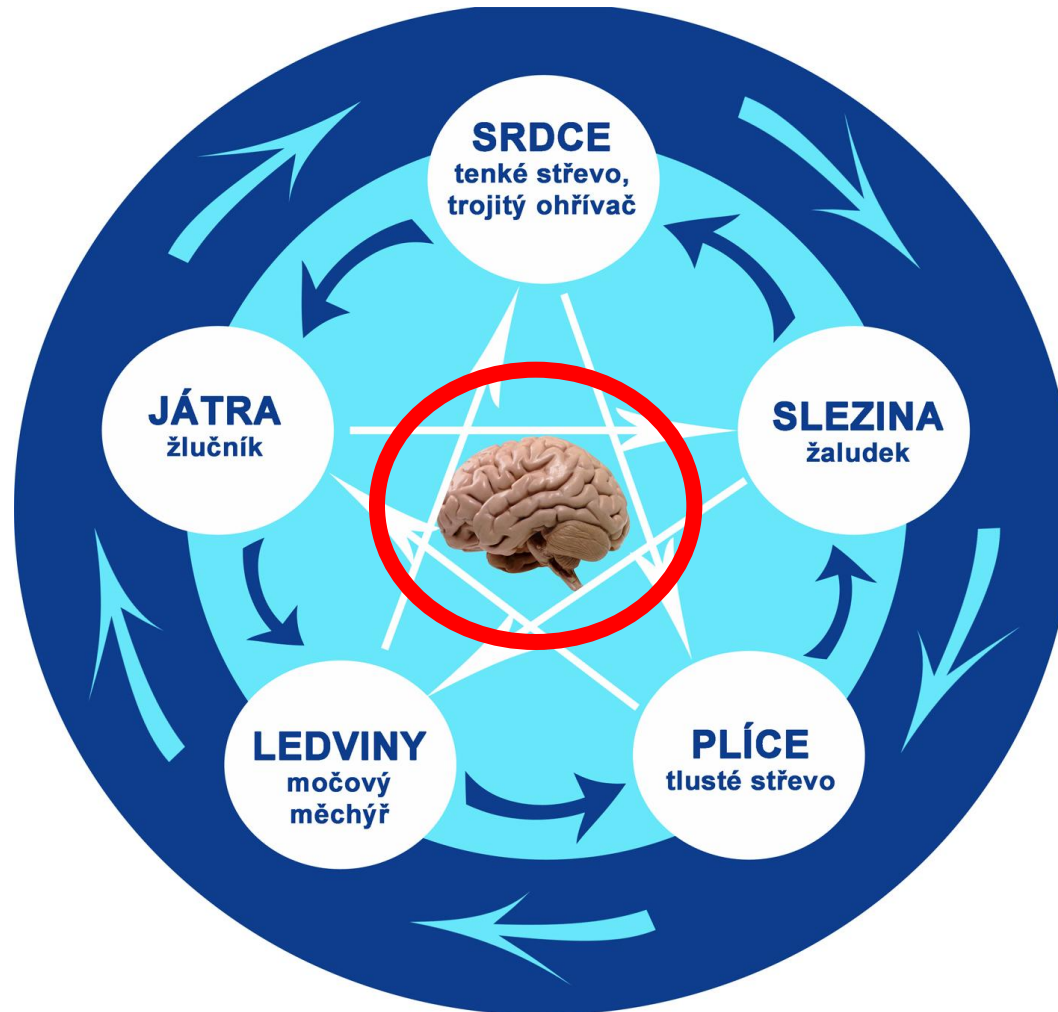 SRDCE
tenké střevo,
trojitý ohřívač
JÁTRA
žlučník
SLEZINA
žaludek
LEDVINY
močový
měchýř
PLÍCE
tlusté střevo